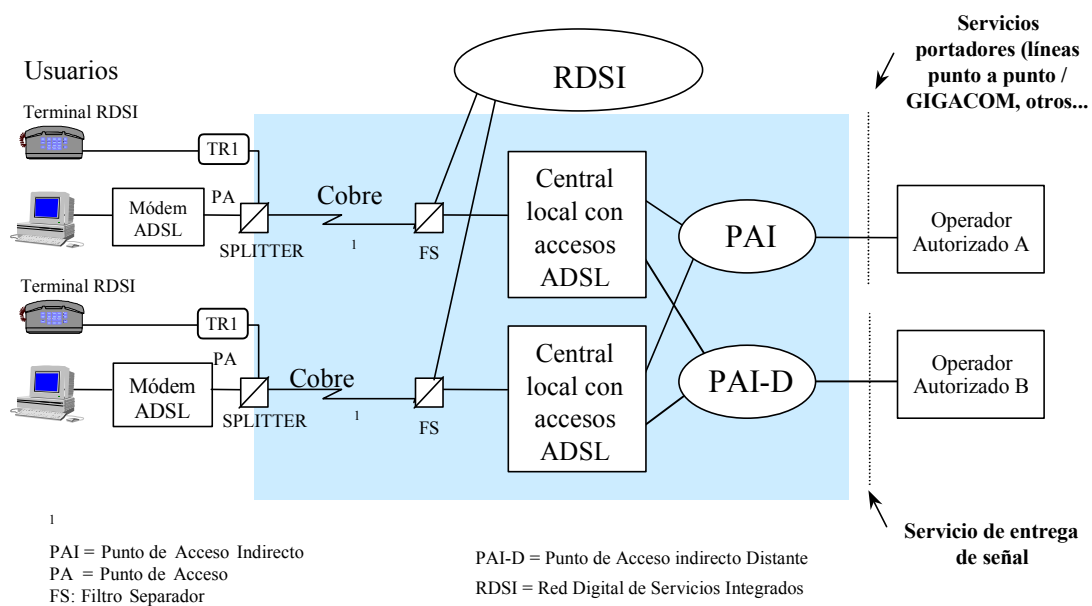 Servicios
portadores (líneas
punto a punto /
GIGACOM, otros...
RDSI
Usuarios
Terminal RDSI
TR1
Módem
ADSL
PA
SPLITTER
Cobre
1
FS
Central
local con
accesos
ADSL
PAI
Operador
Autorizado A
Terminal RDSI
TR1
Módem
ADSL
PA
SPLITTER
Cobre
1
FS
Central
local con
accesos
ADSL
PAI-D
Operador
Autorizado B
Servicio de entrega
de señal
1
PAI = Punto de Acceso Indirecto
PA = Punto de Acceso
FS: Filtro Separador
PAI-D = Punto de Acceso indirecto Distante
RDSI = Red Digital de Servicios Integrados